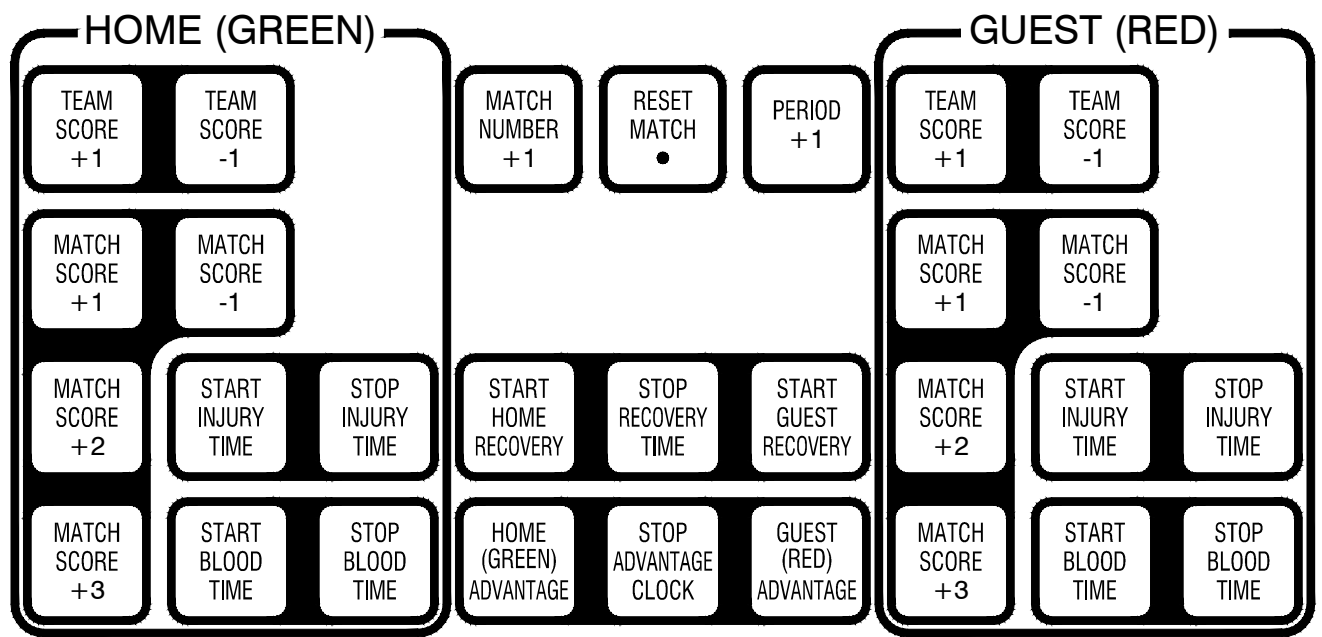 HOME (GREEN)
TEAM
SCORE
+1
TEAM
SCORE
-1
MATCH
SCORE
+1
MATCH
SCORE
-1
MATCH
SCORE
+2
START
INJURY
TIME
STOP
INJURY
TIME
MATCH
SCORE
+3
START
BLOOD
TIME
STOP
BLOOD
TIME
MATCH
NUMBER
+1
RESET
MATCH
•
PERIOD
+1
START
HOME
RECOVERY
STOP
RECOVERY
TIME
START
GUEST
RECOVERY
HOME
(GREEN)
ADVANTAGE
STOP
ADVANTAGE
CLOCK
GUEST
(RED)
ADVANTAGE
GUEST (RED)
TEAM
SCORE
+1
TEAM
SCORE
-1
MATCH
SCORE
+1
MATCH
SCORE
-1
MATCH
SCORE
+2
START
INJURY
TIME
STOP
INJURY
TIME
MATCH
SCORE
+3
START
BLOOD
TIME
STOP
BLOOD
TIME